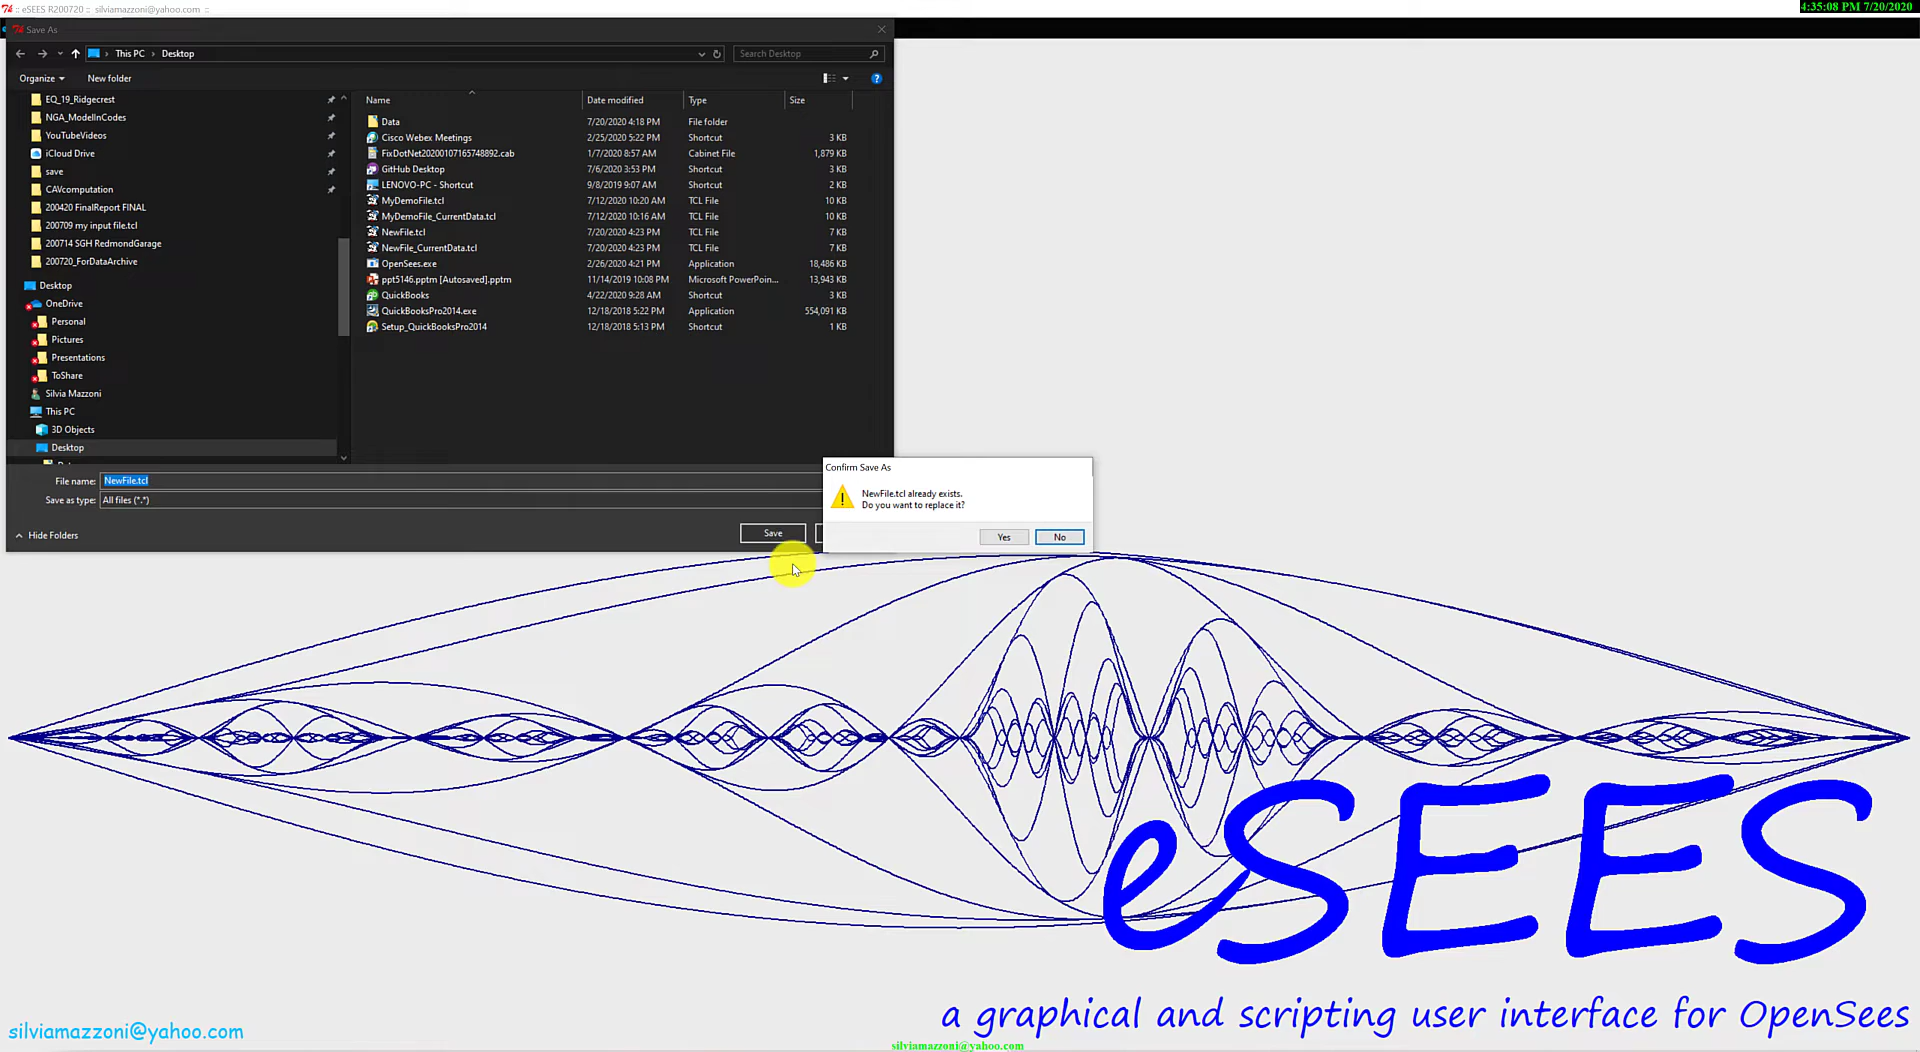 :: eSEES R200720 :: silviamazzoni@yahoo.com ::
4:35:08 PM 7/20/2020
Save As
This PC › Desktop
Search Desktop
Organize
New folder
EQ_19_Ridgecrest
NGA_ModelInCodes
YouTubeVideos
iCloud Drive
save
CAVcomputation
200420 FinalReport FINAL
200709 my input file.tcl
200714 SGH RedmondGarage
200720_ForDataArchive
Desktop
OneDrive
Personal
Pictures
Presentations
ToShare
Silvia Mazzoni
This PC
3D Objects
Desktop
Name Date modified Type Size
Data 7/20/2020 4:18 PM File folder
Cisco Webex Meetings 2/25/2020 5:22 PM Shortcut 3 KB
FixDotNet20200107165748892.cab 1/7/2020 8:57 AM Cabinet File 1,879 KB
GitHub Desktop 7/6/2020 3:53 PM Shortcut 3 KB
LENOVO-PC - Shortcut 9/8/2019 9:07 AM Shortcut 2 KB
MyDemoFile.tcl 7/12/2020 10:20 AM TCL File 10 KB
MyDemoFile_CurrentData.tcl 7/12/2020 10:16 AM TCL File 10 KB
NewFile.tcl 7/20/2020 4:23 PM TCL File 7 KB
NewFile_CurrentData.tcl 7/20/2020 4:23 PM TCL File 7 KB
OpenSees.exe 2/26/2020 4:21 PM Application 18,486 KB
ppt5146.pptm [Autosaved].pptm 11/14/2019 10:08 PM Microsoft PowerPoin... 13,943 KB
QuickBooks 4/22/2020 9:28 AM Shortcut 3 KB
QuickBooksPro2014.exe 12/18/2018 5:22 PM Application 554,091 KB
Setup_QuickBooksPro2014 12/18/2018 5:13 PM Shortcut 1 KB
File name: NewFile.tcl
Save as type: All files (*.*)
Hide Folders
Save
Confirm Save As
NewFile.tcl already exists.
Do you want to replace it?
Yes No
eSEES
a graphical and scripting user interface for OpenSees
silviamazzoni@yahoo.com
silviamazzoni@yahoo.com